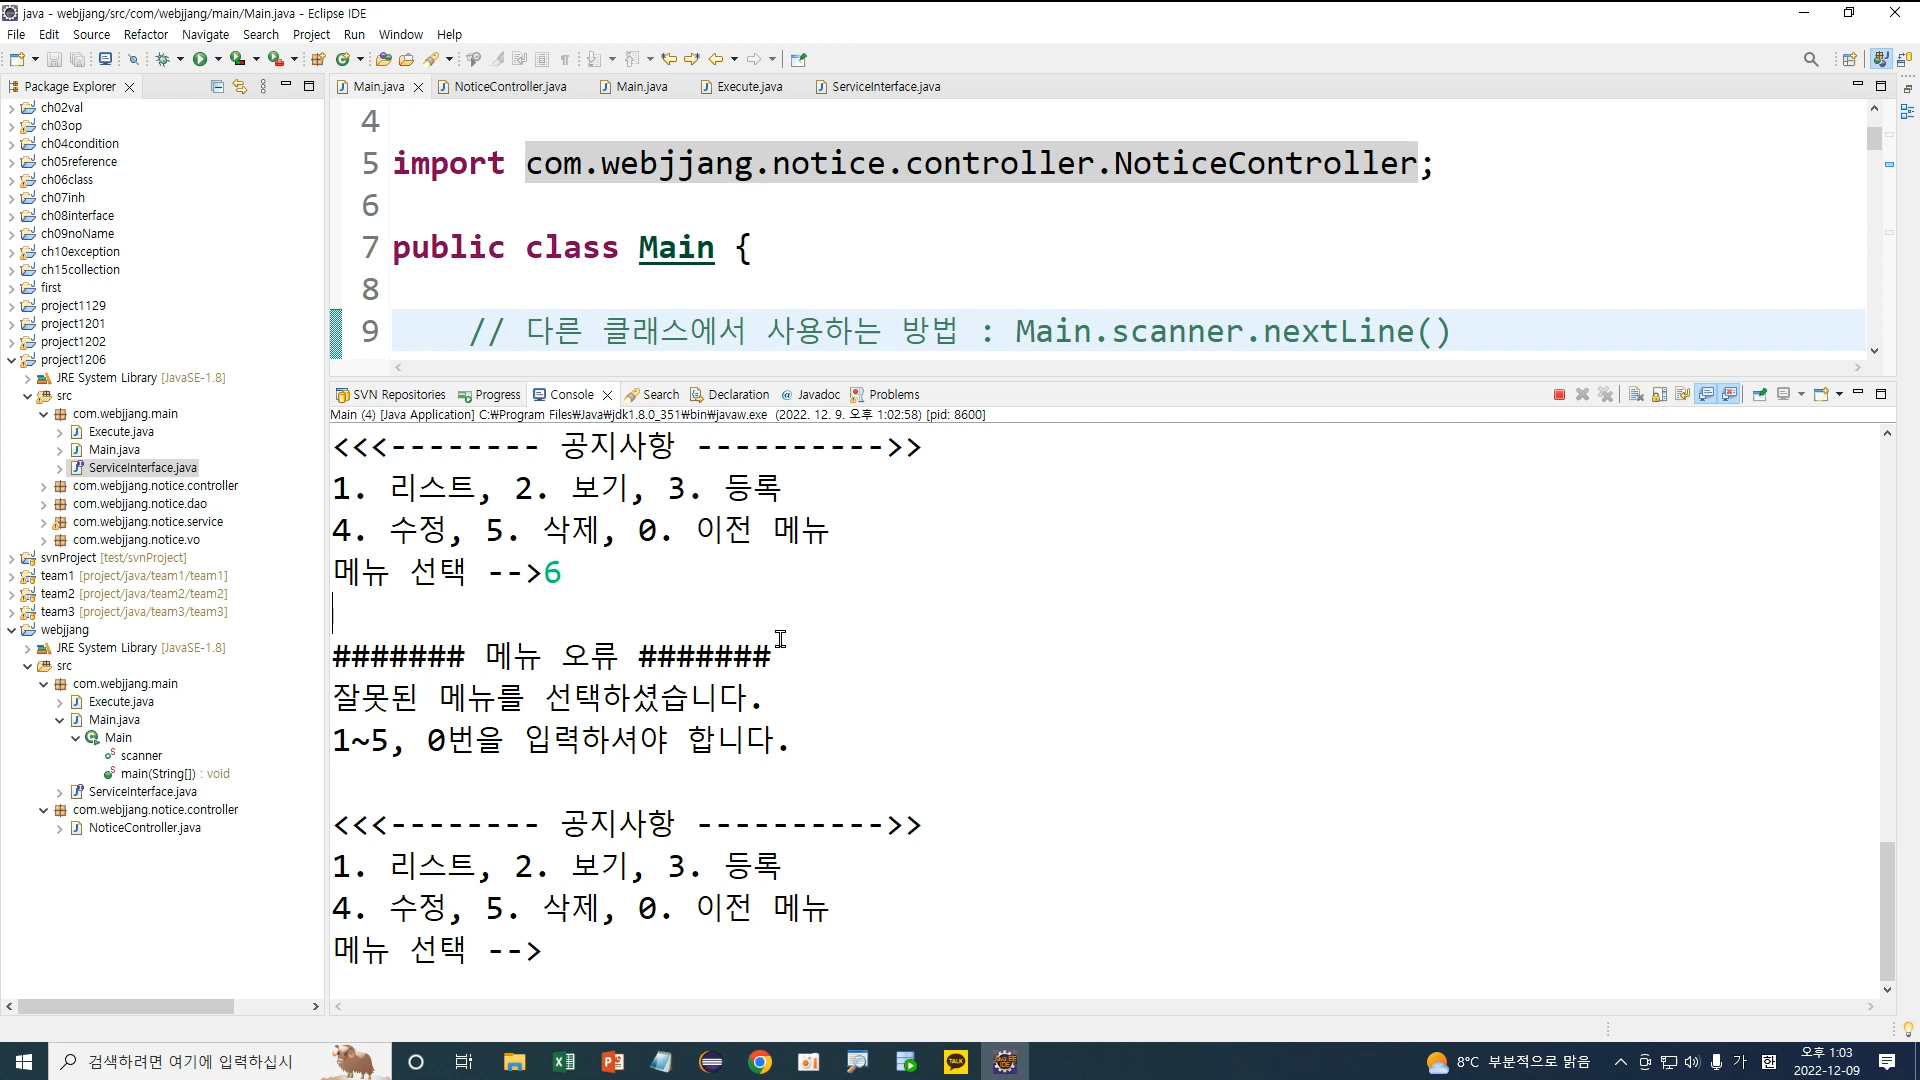 java - webjjang/src/com/webjjang/main/Main.java - Eclipse IDE
File Edit Source Refactor Navigate Search Project Run Window Help
Package Explorer
ch02val
ch03op
ch04condition
ch05reference
ch06class
ch07inh
ch08interface
ch09noName
ch10exception
ch15collection
first
project1129
project1201
project1202
project1206
JRE System Library [JavaSE-1.8]
src
com.webjjang.main
Execute.java
Main.java
ServiceInterface.java
com.webjjang.notice.controller
com.webjjang.notice.dao
com.webjjang.notice.service
com.webjjang.notice.vo
svnProject [test/svnProject]
team1 [project/java/team1/team1]
team2 [project/java/team2/team2]
team3 [project/java/team3/team3]
webjjang
JRE System Library [JavaSE-1.8]
src
com.webjjang.main
Execute.java
Main.java
Main
scanner
main(String[]) : void
ServiceInterface.java
com.webjjang.notice.controller
NoticeController.java
Main.java NoticeController.java Main.java Execute.java ServiceInterface.java
4
5 import com.webjjang.notice.controller.NoticeController;
6
7 public class Main {
8
9 // 다른 클래스에서 사용하는 방법 : Main.scanner.nextLine()
SVN Repositories Progress Console Search Declaration Javadoc Problems
Main (4) [Java Application] C:₩Program Files₩Java₩jdk1.8.0_351₩bin₩javaw.exe (2022. 12. 9. 오후 1:02:58) [pid: 8600]
<<<-------- 공지사항 ---------->>
1. 리스트, 2. 보기, 3. 등록
4. 수정, 5. 삭제, 0. 이전 메뉴
메뉴 선택 -->6
####### 메뉴 오류 #######
잘못된 메뉴를 선택하셨습니다.
1~5, 0번을 입력하셔야 합니다.
<<<-------- 공지사항 ---------->>
1. 리스트, 2. 보기, 3. 등록
4. 수정, 5. 삭제, 0. 이전 메뉴
메뉴 선택 -->
검색하려면 여기에 입력하십시
TALK
8°C 부분적으로 맑음
가
오후 1:03
2022-12-09